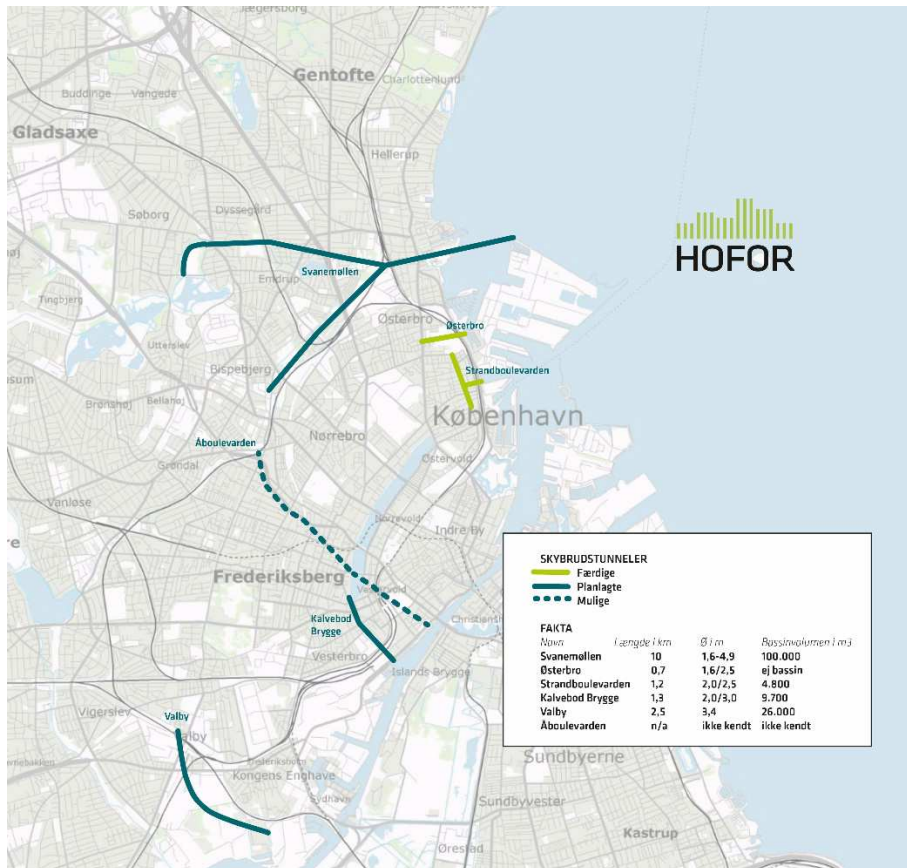 Jægersborg
Gentofte
Charlottenlund
Buddinge
Vangede
Gladsaxe
Hellerup
Søborg
Dyssegård
HOFOR
Svanemøllen
Emdrup
Tingbjerg
Østerbro
Østerbro
Utterslev
Bispebjerg
Strandboulevarden
Brønshøj
Bellahøj
København
Nørrebro
Åboulevarden
Grøndal
Østervold
Vanløse
Nørrevold
Indre By
Frederiksberg
Kalvebod
Brygge
Vesterbro
Islands Brygge
SKYBRUDSTUNNELER
Færdige
Planlagte
Mulige
FAKTA
Navn Længde i km Ø i m Bassinvolumen i m3
Svanemøllen 10 1,6-4,9 100.000
Østerbro 0,7 1,6/2,5 ej bassin
Strandboulevarden 1,2 2,0/2,5 4.800
Kalvebod Brygge 1,3 2,0/3,0 9.700
Valby 2,5 3,4 26.000
Åboulevarden n/a ikke kendt ikke kendt
Vigerslev
Valby
Valby
Kongens Enghave
Sydhavn
Sundbyerne
Sundbyvester
Ørestad
Kastrup